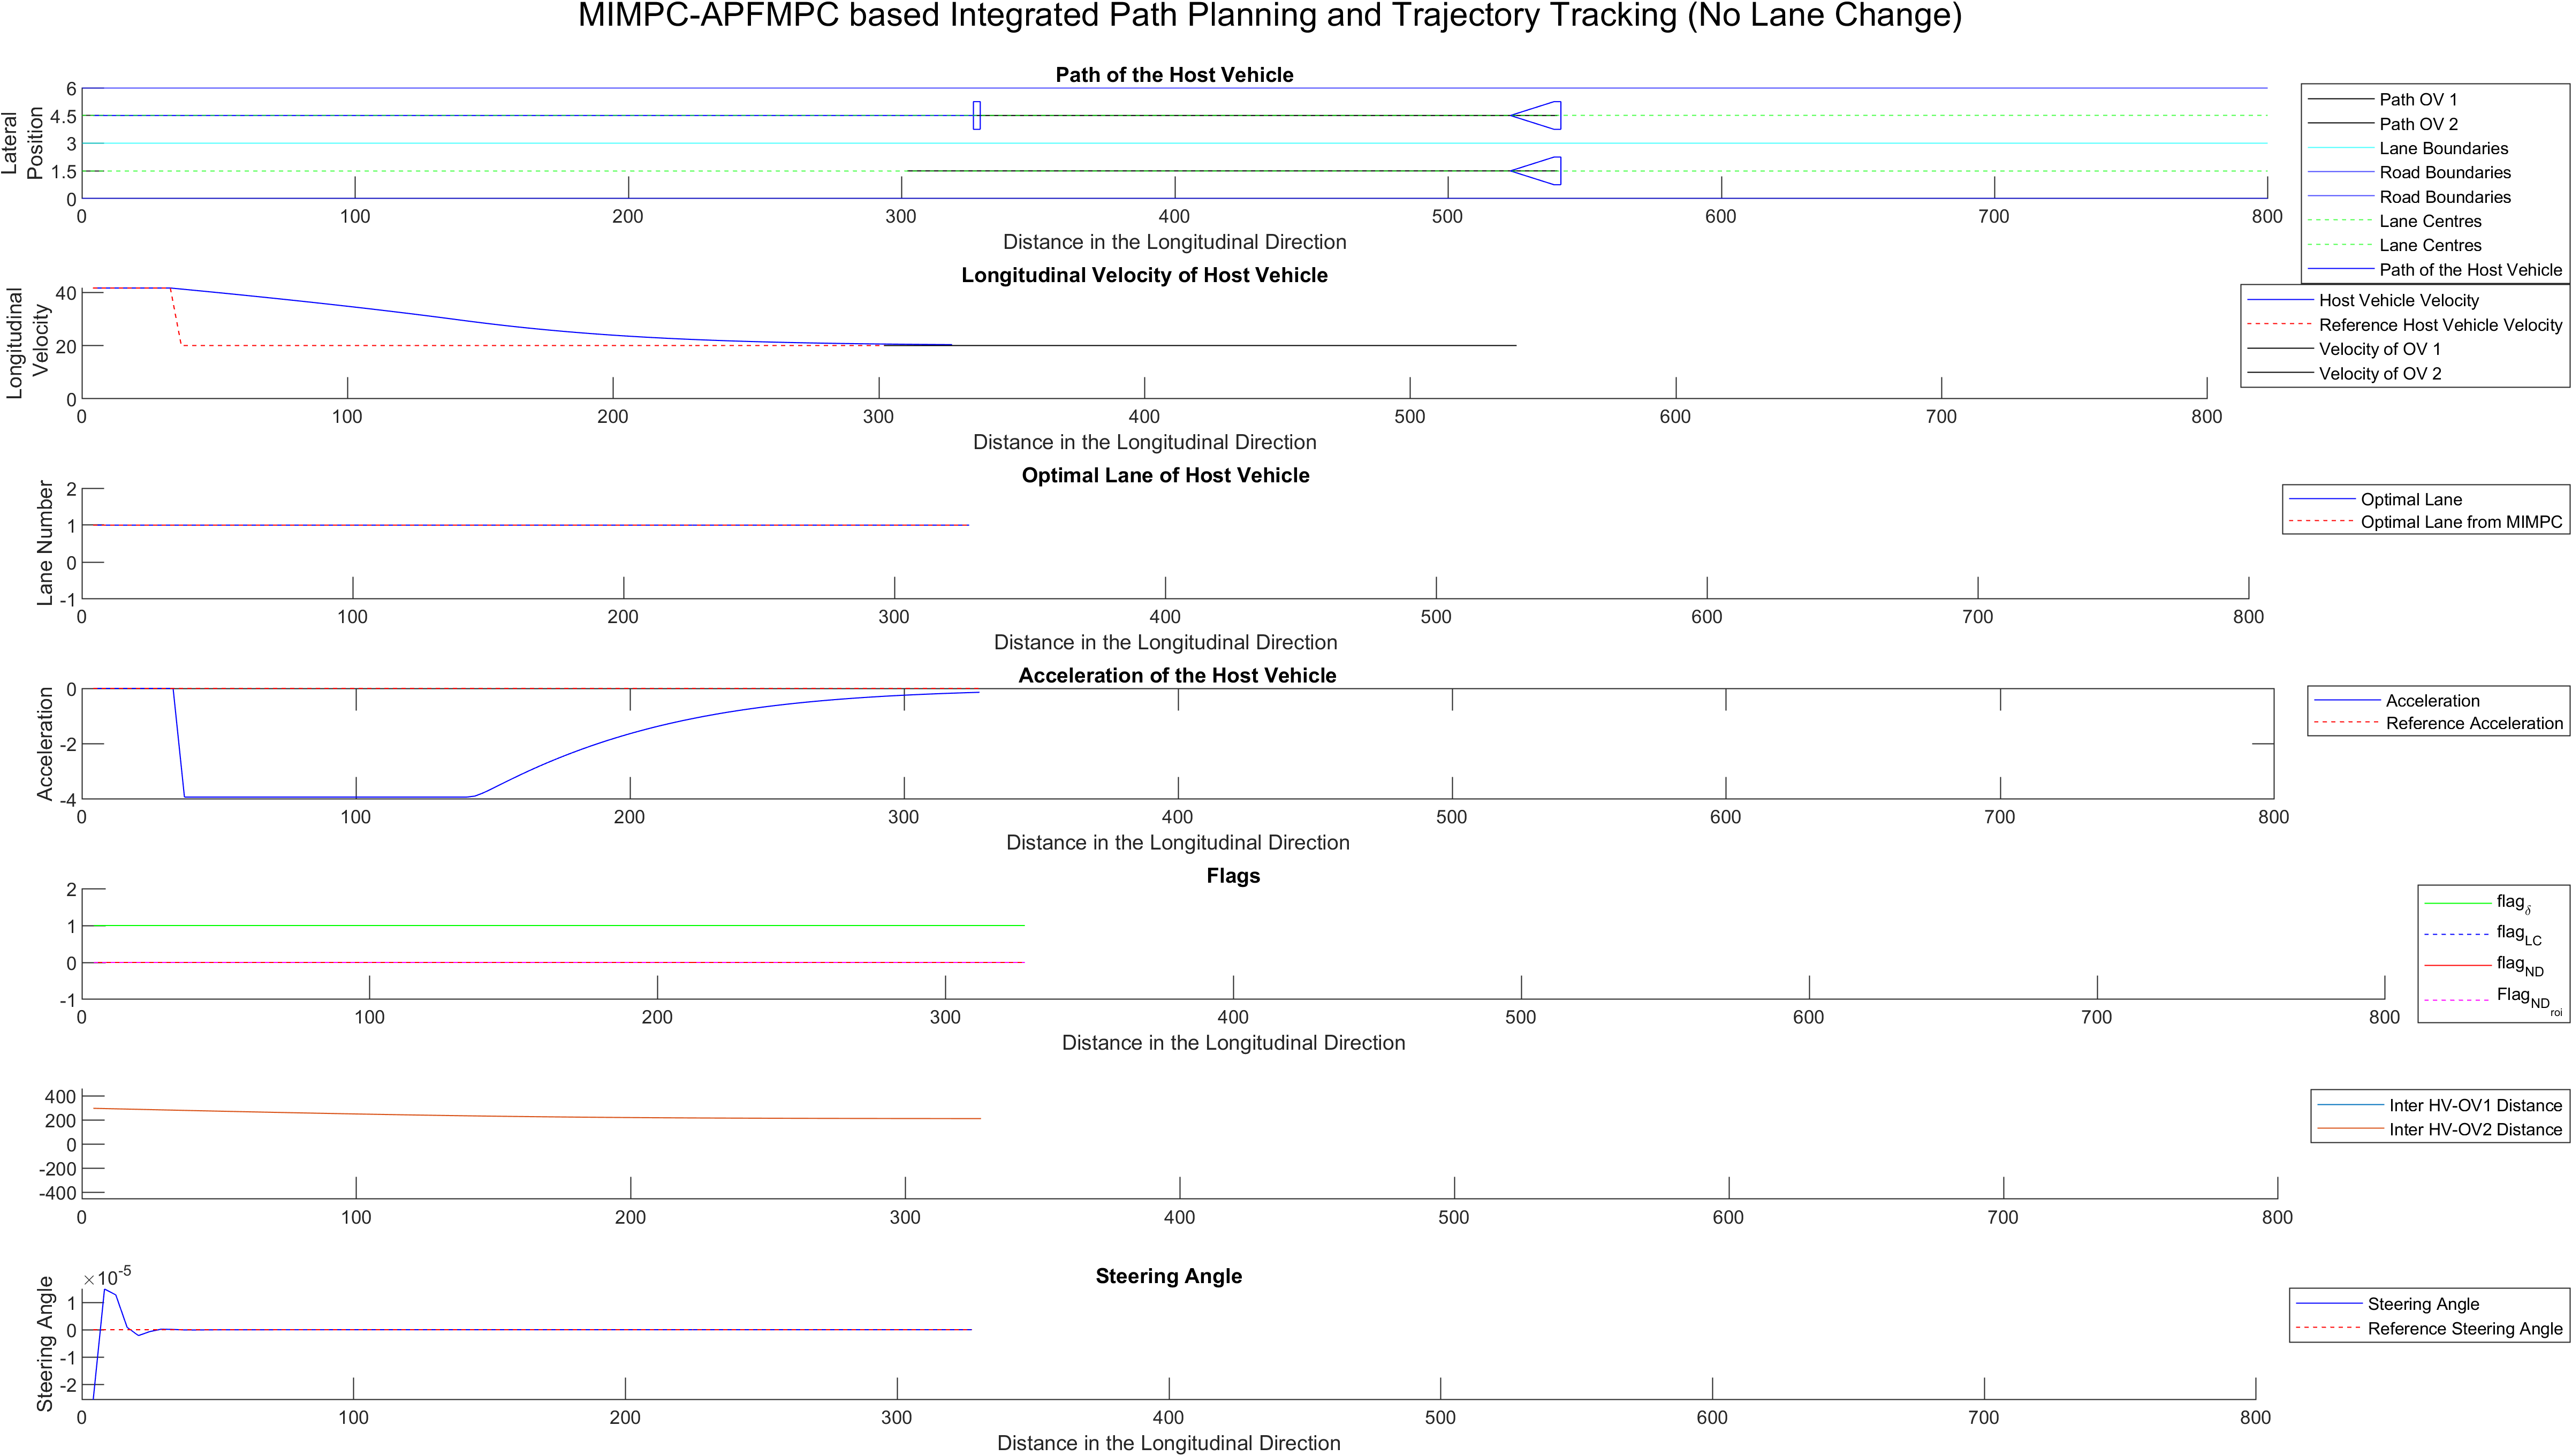 MIMPC-APFMPC based Integrated Path Planning and Trajectory Tracking (No Lane Change)
Path of the Host Vehicle
Lateral
Position
6
4.5
3
1.5
0
0 100 200 300 400 500 600 700 800
Distance in the Longitudinal Direction
Path OV 1
Path OV 2
Lane Boundaries
Road Boundaries
Road Boundaries
Lane Centres
Lane Centres
Path of the Host Vehicle
Longitudinal Velocity of Host Vehicle
Longitudinal
Velocity
40
20
0
0 100 200 300 400 500 600 700 800
Distance in the Longitudinal Direction
Host Vehicle Velocity
Reference Host Vehicle Velocity
Velocity of OV 1
Velocity of OV 2
Optimal Lane of Host Vehicle
Lane Number
2
1
0
-1
0 100 200 300 400 500 600 700 800
Distance in the Longitudinal Direction
Optimal Lane
Optimal Lane from MIMPC
Acceleration of the Host Vehicle
Acceleration
0
-2
-4
0 100 200 300 400 500 600 700 800
Distance in the Longitudinal Direction
Acceleration
Reference Acceleration
Flags
2
1
0
-1
0 100 200 300 400 500 600 700 800
Distance in the Longitudinal Direction
flagδ
flagLC
flagND
FlagNDroi
400
200
0
-200
-400
0 100 200 300 400 500 600 700 800
Inter HV-OV1 Distance
Inter HV-OV2 Distance
Steering Angle
Steering Angle
×10-5
1
0
-1
-2
0 100 200 300 400 500 600 700 800
Distance in the Longitudinal Direction
Steering Angle
Reference Steering Angle